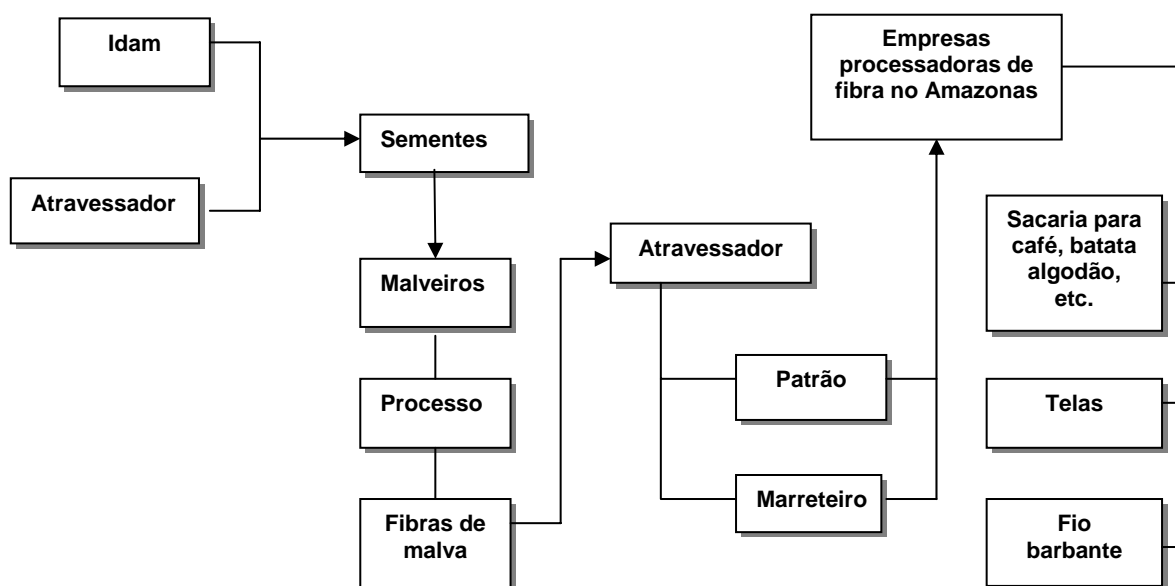 Idam
Atravessador
Sementes
Malveiros
Processo
Fibras de
malva
Atravessador
Patrão
Marreteiro
Empresas
processadoras de
fibra no Amazonas
Sacaria para
café, batata
algodão,
etc.
Telas
Fio
barbante